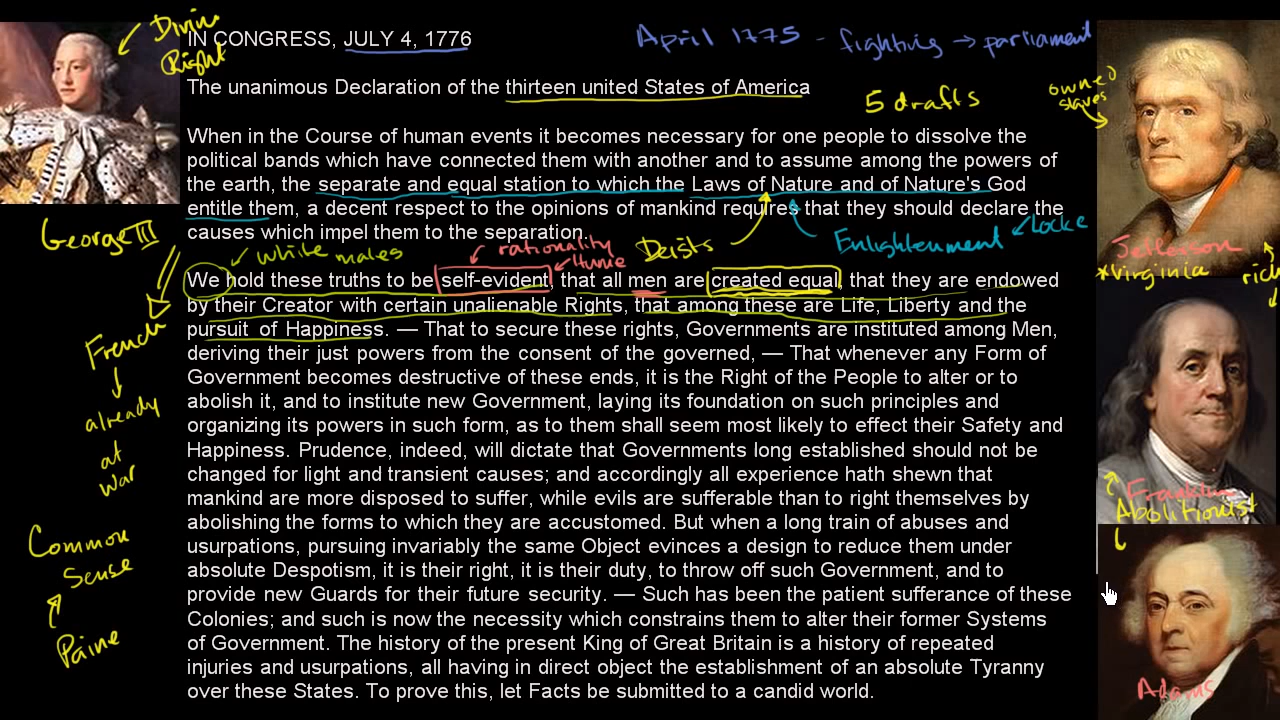 Divine
Right
IN CONGRESS, JULY 4, 1776
April 1775 - fighting → parliament
The unanimous Declaration of the thirteen united States of America
5 drafts
owned
slaves
When in the Course of human events it becomes necessary for one people to dissolve the
political bands which have connected them with another and to assume among the powers of
the earth, the separate and equal station to which the Laws of Nature and of Nature's God
entitle them, a decent respect to the opinions of mankind requires that they should declare the
causes which impel them to the separation.
George III
white males
rationality
Hume
Deists
Enlightenment
Locke
Jefferson
*Virginia
rich
We hold these truths to be self-evident, that all men are created equal, that they are endowed
by their Creator with certain unalienable Rights, that among these are Life, Liberty and the
pursuit of Happiness. — That to secure these rights, Governments are instituted among Men,
deriving their just powers from the consent of the governed, — That whenever any Form of
Government becomes destructive of these ends, it is the Right of the People to alter or to
abolish it, and to institute new Government, laying its foundation on such principles and
organizing its powers in such form, as to them shall seem most likely to effect their Safety and
Happiness. Prudence, indeed, will dictate that Governments long established should not be
changed for light and transient causes; and accordingly all experience hath shewn that
mankind are more disposed to suffer, while evils are sufferable than to right themselves by
abolishing the forms to which they are accustomed. But when a long train of abuses and
usurpations, pursuing invariably the same Object evinces a design to reduce them under
absolute Despotism, it is their right, it is their duty, to throw off such Government, and to
provide new Guards for their future security. — Such has been the patient sufferance of these
Colonies; and such is now the necessity which constrains them to alter their former Systems
of Government. The history of the present King of Great Britain is a history of repeated
injuries and usurpations, all having in direct object the establishment of an absolute Tyranny
over these States. To prove this, let Facts be submitted to a candid world.
French
already
at
war
Common
Sense
Paine
Franklin
Abolitionist
Adams